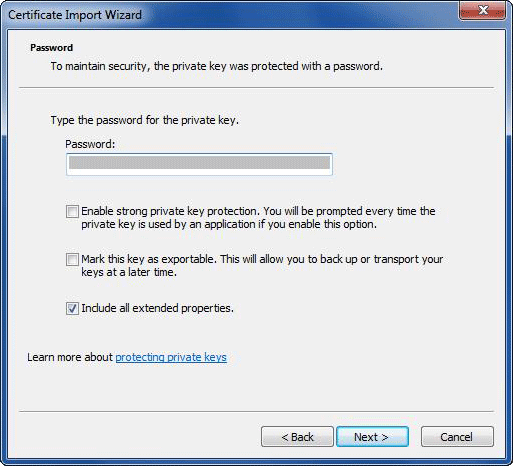 Certificate Import Wizard
Password
To maintain security, the private key was protected with a password.
Type the password for the private key.
Password:
Enable strong private key protection. You will be prompted every time the
private key is used by an application if you enable this option.
Mark this key as exportable. This will allow you to back up or transport your
keys at a later time.
Include all extended properties.
Learn more about protecting private keys
< Back
Next >
Cancel